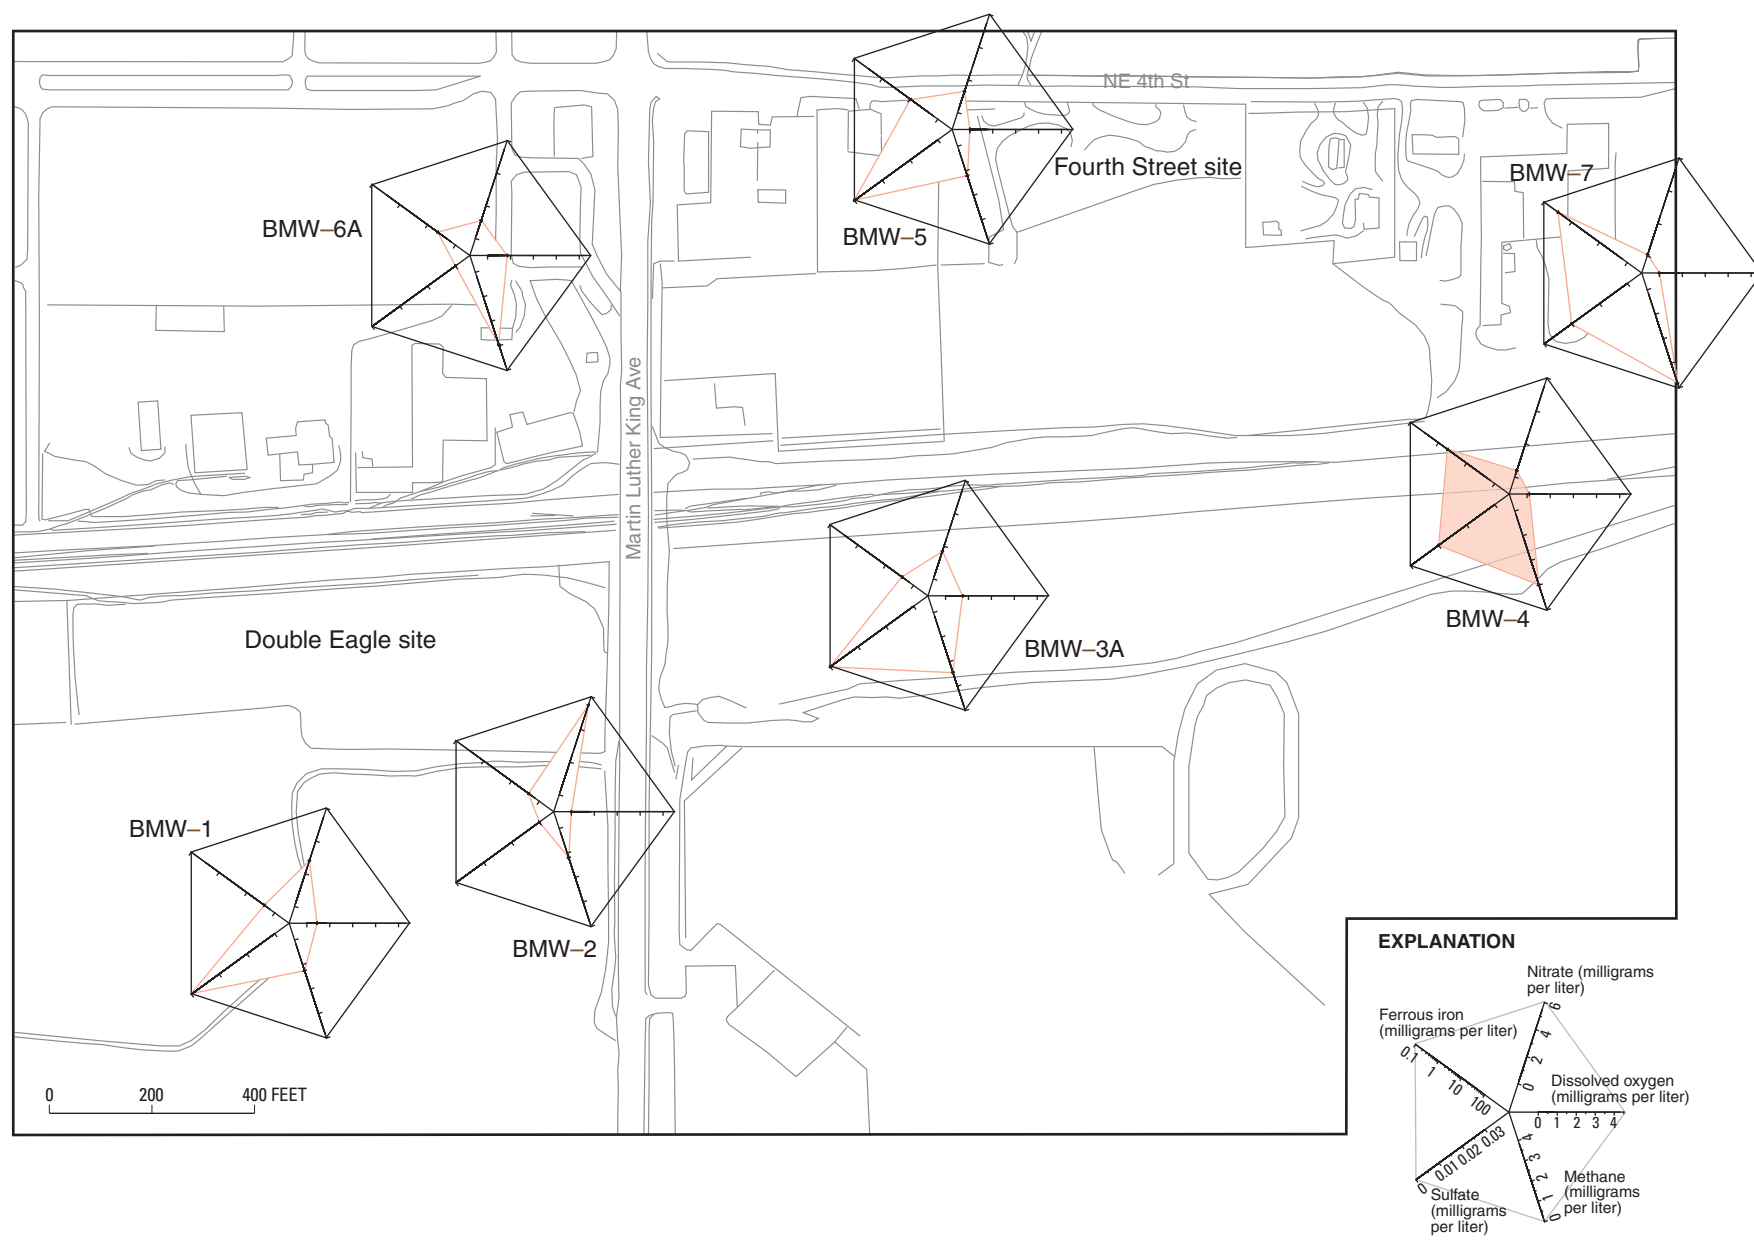 NE 4th St
Fourth Street site
BMW–7
BMW–6A
BMW–5
Martin Luther King Ave
BMW–4
Double Eagle site
BMW–3A
BMW–1
BMW–2
0 200 400 FEET
EXPLANATION
Nitrate (milligrams
per liter)
6
4
2
0
Ferrous iron
(milligrams per liter)
0.1
1
10
100
Dissolved oxygen
(milligrams per liter)
0 1 2 3 4
0.03
0.02
0.01
0
Sulfate
(milligrams
per liter)
4
3
2
1
0
Methane
(milligrams
per liter)